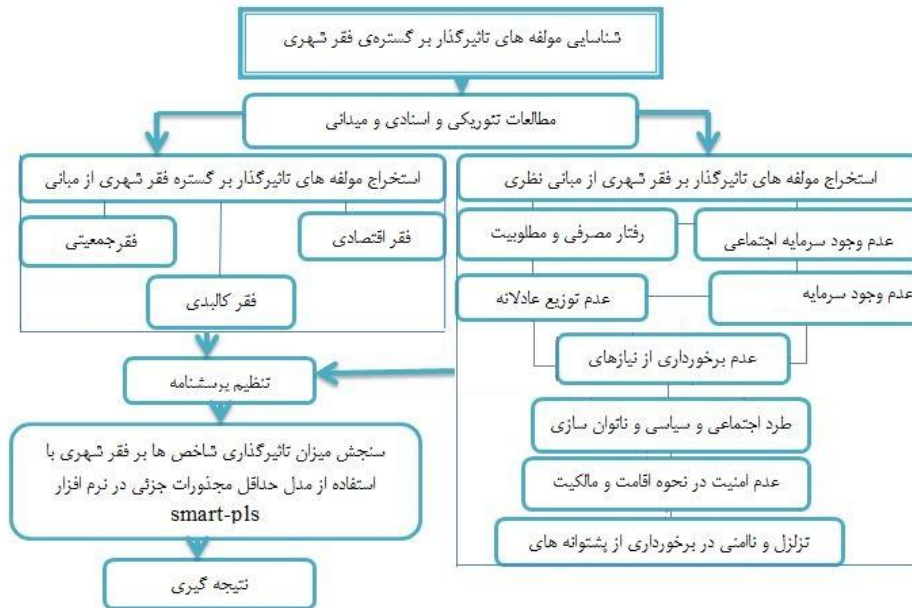 شناسایی مولفه های تاثیرگذار بر گستره‌ی فقر شهری
مطالعات تئوریکی و اسنادی و میدانی
استخراج مولفه های تاثیرگذار بر فقر شهری از مبانی نظری
عدم وجود سرمایه اجتماعی
رفتار مصرفی و مطلوبیت
عدم وجود سرمایه
عدم توزیع عادلانه
عدم برخورداری از نیازهای
طرد اجتماعی و سیاسی و ناتوان سازی
عدم امنیت در نحوه اقامت و مالکیت
تزلزل و ناامنی در برخورداری از پشتوانه های
استخراج مولفه های تاثیرگذار بر گستره فقر شهری از مبانی
فقر اقتصادی
فقرجمعیتی
فقر کالبدی
تنظیم پرسشنامه
سنجش میزان تاثیرگذاری شاخص ها بر فقر شهری با
استفاده از مدل حداقل مجذورات جزئی در نرم افزار
smart-pls
نتیجه گیری